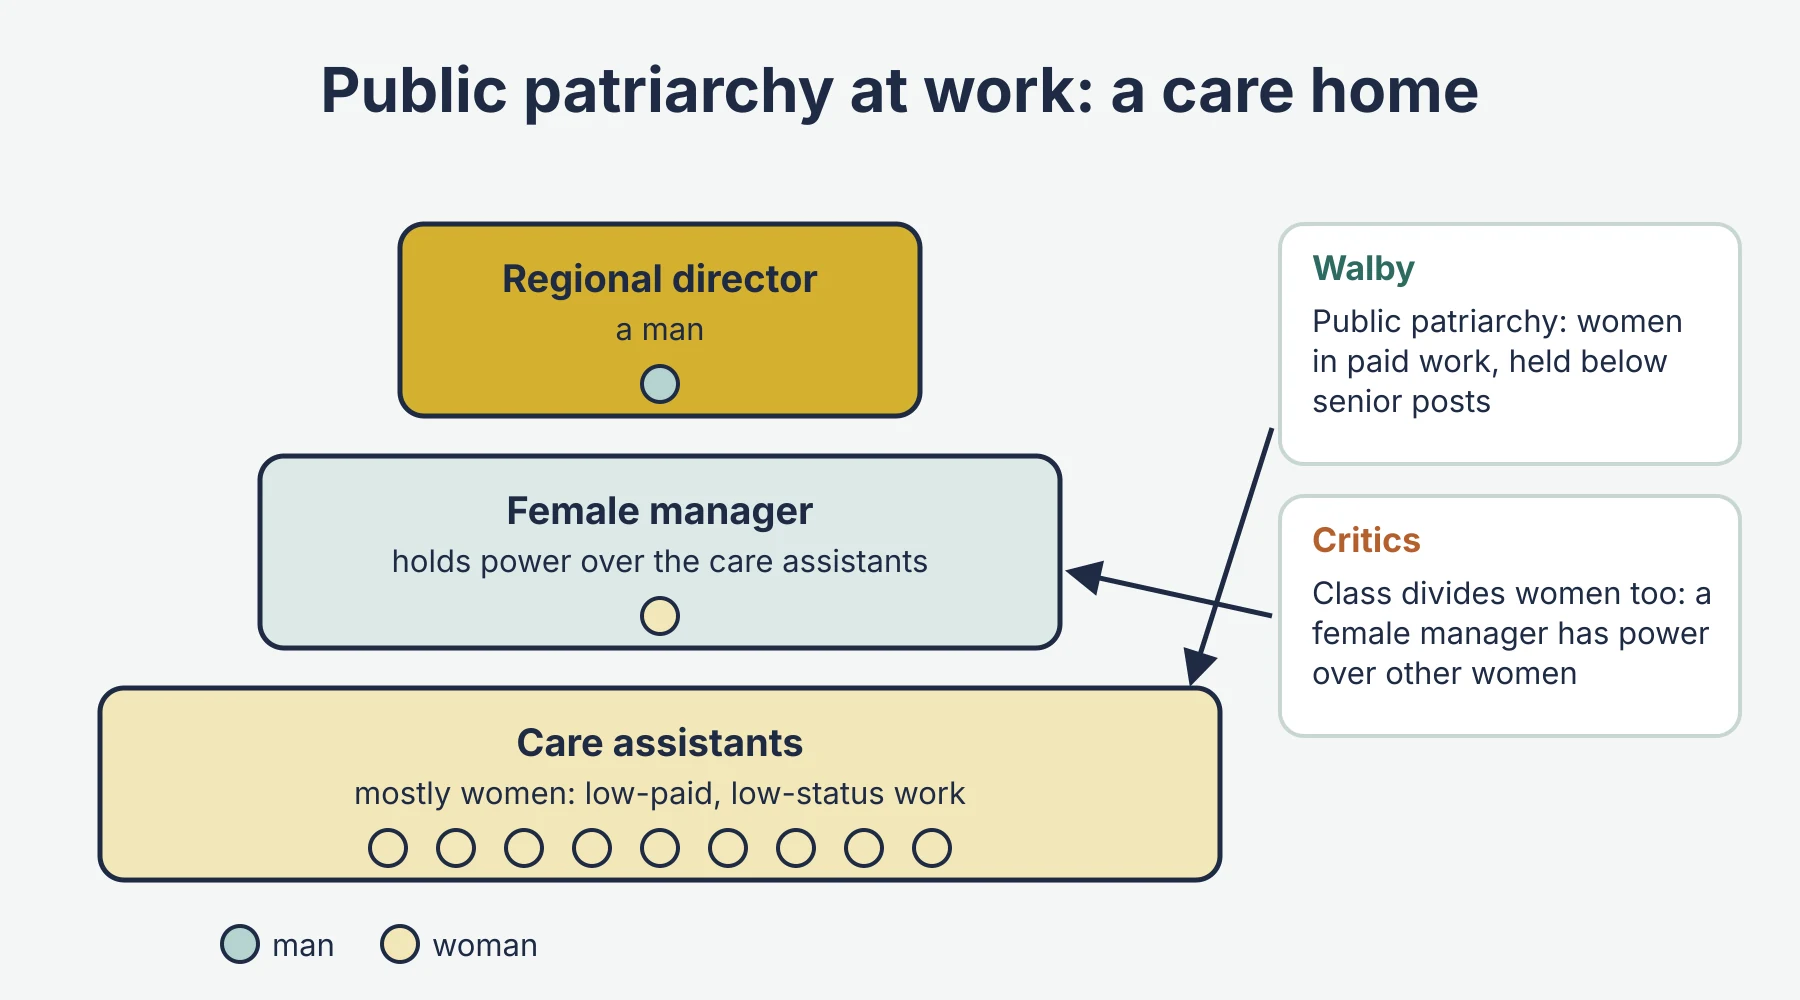 Public patriarchy at work: a care home
Regional director
a man
Female manager
holds power over the care assistants
Care assistants
mostly women: low-paid, low-status work
man
woman
Walby
Public patriarchy: women
in paid work, held below
senior posts
Critics
Class divides women too: a
female manager has power
over other women